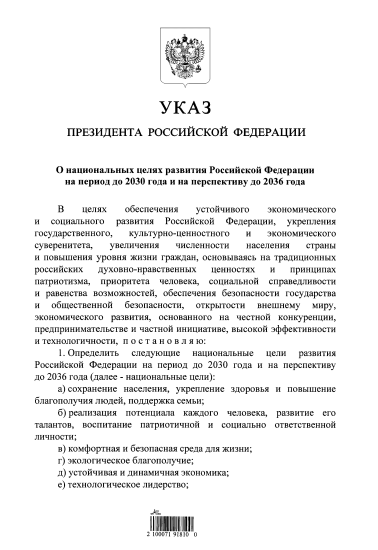 УКАЗ
ПРЕЗИДЕНТА РОССИЙСКОЙ ФЕДЕРАЦИИ
О национальных целях развития Российской Федерации
на период до 2030 года и на перспективу до 2036 года
В целях обеспечения устойчивого экономического
и социального развития Российской Федерации, укрепления
государственного, культурно-ценностного и экономического
суверенитета, увеличения численности населения страны
и повышения уровня жизни граждан, основываясь на традиционных
российских духовно-нравственных ценностях и принципах
патриотизма, приоритета человека, социальной справедливости
и равенства возможностей, обеспечения безопасности государства
и общественной безопасности, открытости внешнему миру,
экономического развития, основанного на честной конкуренции,
предпринимательстве и частной инициативе, высокой эффективности
и технологичности, п о с т а н о в л я ю:
1. Определить следующие национальные цели развития
Российской Федерации на период до 2030 года и на перспективу
до 2036 года (далее - национальные цели):
а) сохранение населения, укрепление здоровья и повышение
благополучия людей, поддержка семьи;
б) реализация потенциала каждого человека, развитие его
талантов, воспитание патриотичной и социально ответственной
личности;
в) комфортная и безопасная среда для жизни;
г) экологическое благополучие;
д) устойчивая и динамичная экономика;
е) технологическое лидерство;
2 100071 91810 0